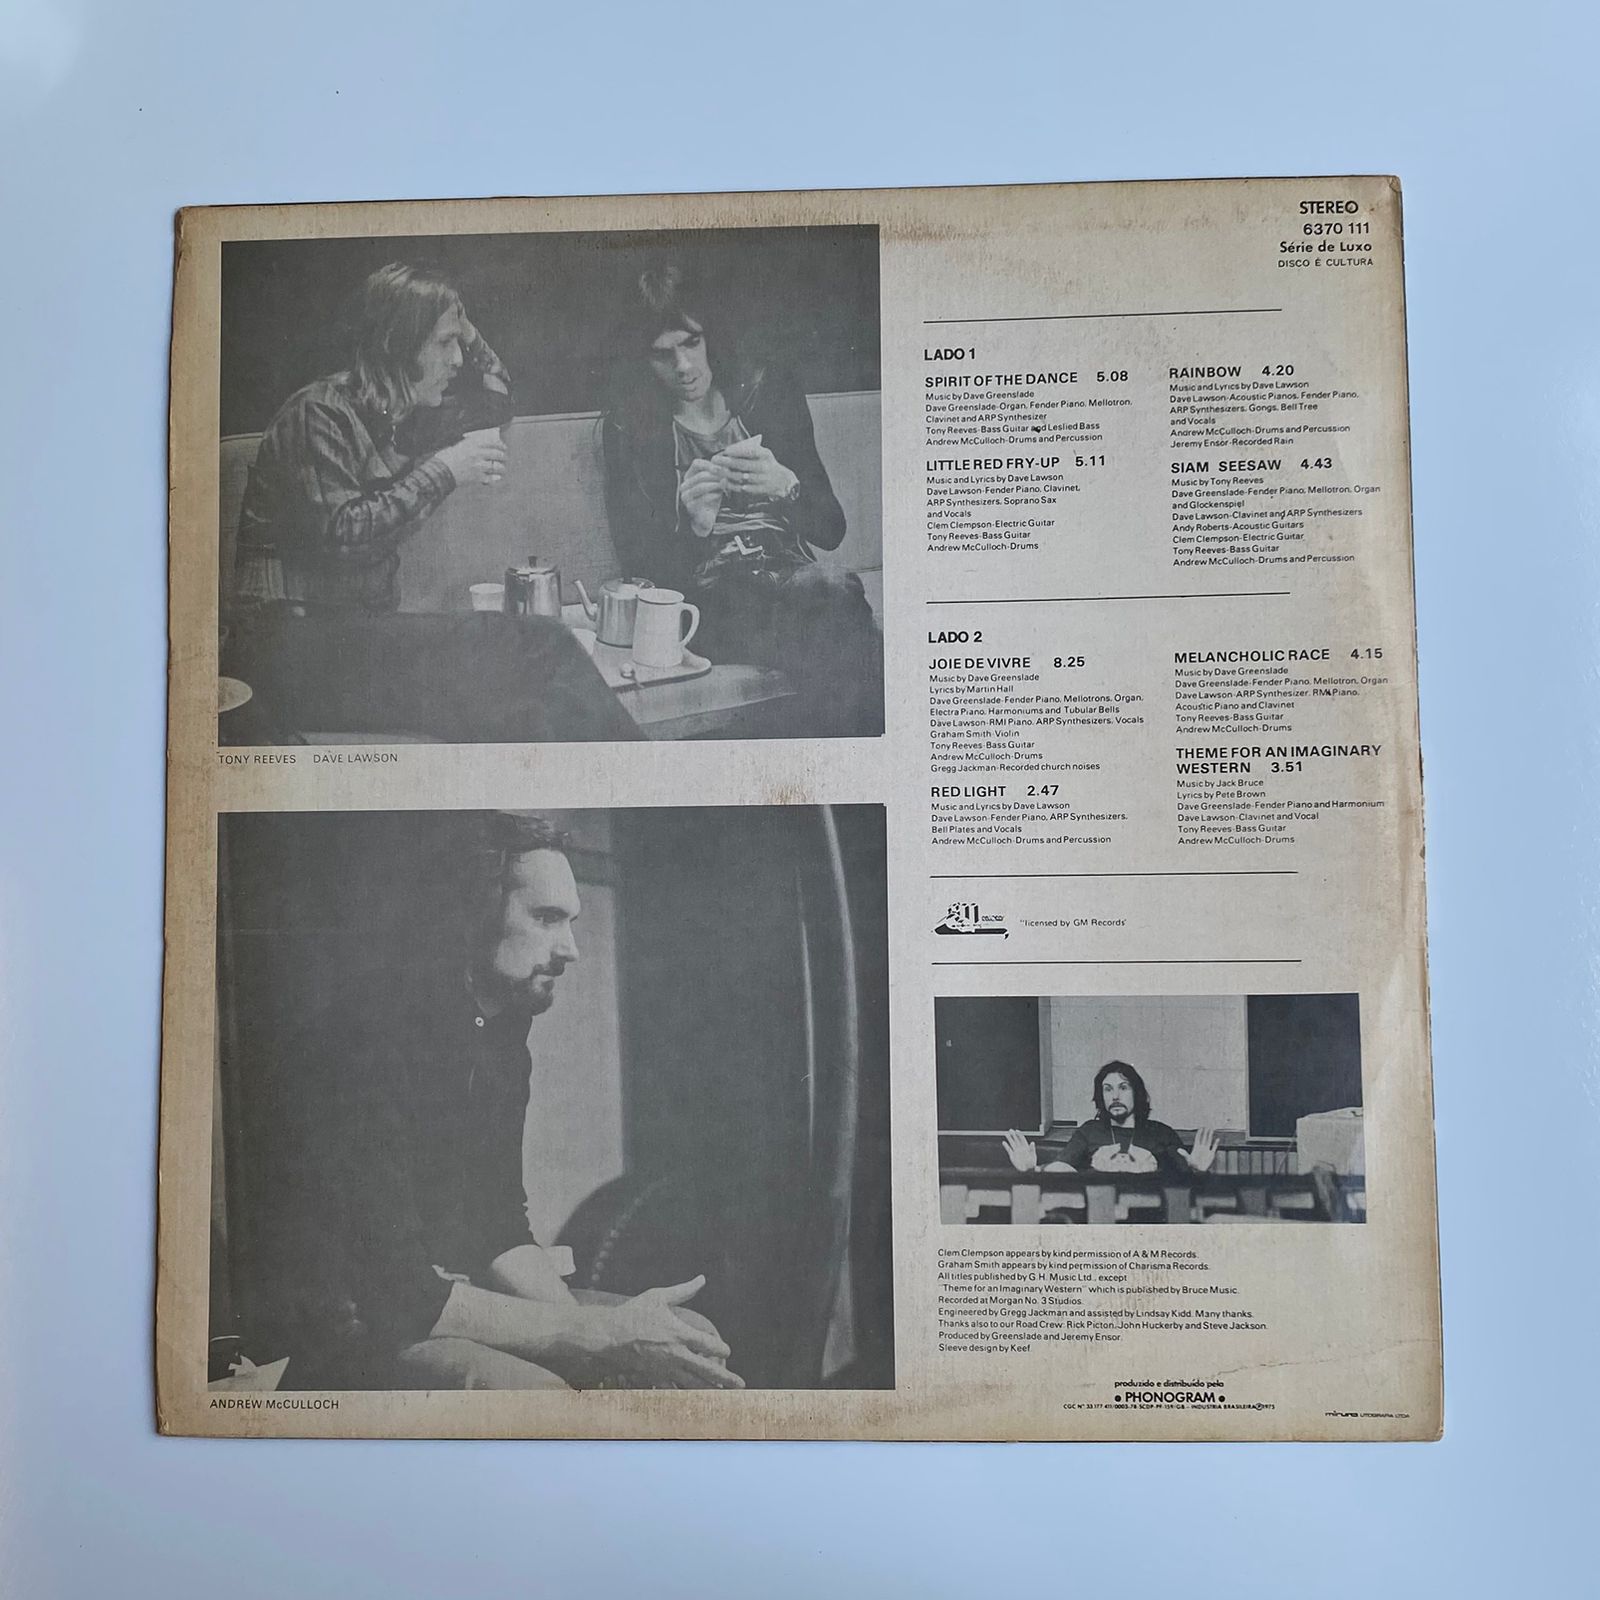 STEREO
6370 111
Série de Luxo
DISCO É CULTURA
TONY REEVES DAVE LAWSON
ANDREW McCULLOCH
LADO 1
SPIRIT OF THE DANCE 5.08
Music by Dave Greenslade
Dave Greenslade-Organ, Fender Piano, Mellotron,
Clavinet and ARP Synthesizer
Tony Reeves-Bass Guitar and Leslied Bass
Andrew McCulloch-Drums and Percussion
LITTLE RED FRY-UP 5.11
Music and Lyrics by Dave Lawson
Dave Lawson-Fender Piano, Clavinet,
ARP Synthesizers, Soprano Sax
and Vocals
Clem Clempson-Electric Guitar
Tony Reeves-Bass Guitar
Andrew McCulloch-Drums
RAINBOW 4.20
Music and Lyrics by Dave Lawson
Dave Lawson-Acoustic Pianos, Fender Piano,
ARP Synthesizers, Gongs, Bell Tree
and Vocals
Andrew McCulloch-Drums and Percussion
Jeremy Ensor-Recorded Rain
SIAM SEESAW 4.43
Music by Tony Reeves
Dave Greenslade-Fender Piano, Mellotron, Organ
and Glockenspiel
Dave Lawson-Clavinet and ARP Synthesizers
Andy Roberts-Acoustic Guitars
Clem Clempson-Electric Guitar
Tony Reeves-Bass Guitar
Andrew McCulloch-Drums and Percussion
LADO 2
JOIE DE VIVRE 8.25
Music by Dave Greenslade
Lyrics by Martin Hall
Dave Greenslade-Fender Piano, Mellotrons, Organ,
Electra Piano, Harmoniums and Tubular Bells
Dave Lawson-RMI Piano, ARP Synthesizers, Vocals
Graham Smith-Violin
Tony Reeves-Bass Guitar
Andrew McCulloch-Drums
Gregg Jackman-Recorded church noises
RED LIGHT 2.47
Music and Lyrics by Dave Lawson
Dave Lawson-Fender Piano, ARP Synthesizers,
Bell Plates and Vocals
Andrew McCulloch-Drums and Percussion
MELANCHOLIC RACE 4.15
Music by Dave Greenslade
Dave Greenslade-Fender Piano, Mellotron, Organ
Dave Lawson-ARP Synthesizer, RMI Piano,
Acoustic Piano and Clavinet
Tony Reeves-Bass Guitar
Andrew McCulloch-Drums
THEME FOR AN IMAGINARY
WESTERN 3.51
Music by Jack Bruce
Lyrics by Pete Brown
Dave Greenslade-Fender Piano and Harmonium
Dave Lawson-Clavinet and Vocal
Tony Reeves-Bass Guitar
Andrew McCulloch-Drums
"licensed by GM Records"
Clem Clempson appears by kind permission of A & M Records.
Graham Smith appears by kind permission of Charisma Records.
All titles published by G.H. Music Ltd., except
"Theme for an Imaginary Western" which is published by Bruce Music.
Recorded at Morgan No. 3 Studios.
Engineered by Gregg Jackman and assisted by Lindsay Kidd. Many thanks.
Thanks also to our Road Crew: Rick Picton, John Huckerby and Steve Jackson.
Produced by Greenslade and Jeremy Ensor.
Sleeve design by Keef.
produzido e distribuído pela
• PHONOGRAM •
CGC Nº 33 177 411/0003-78-SCDP-PF-159/GB - INDUSTRIA BRASILEIRA Ⓟ1975